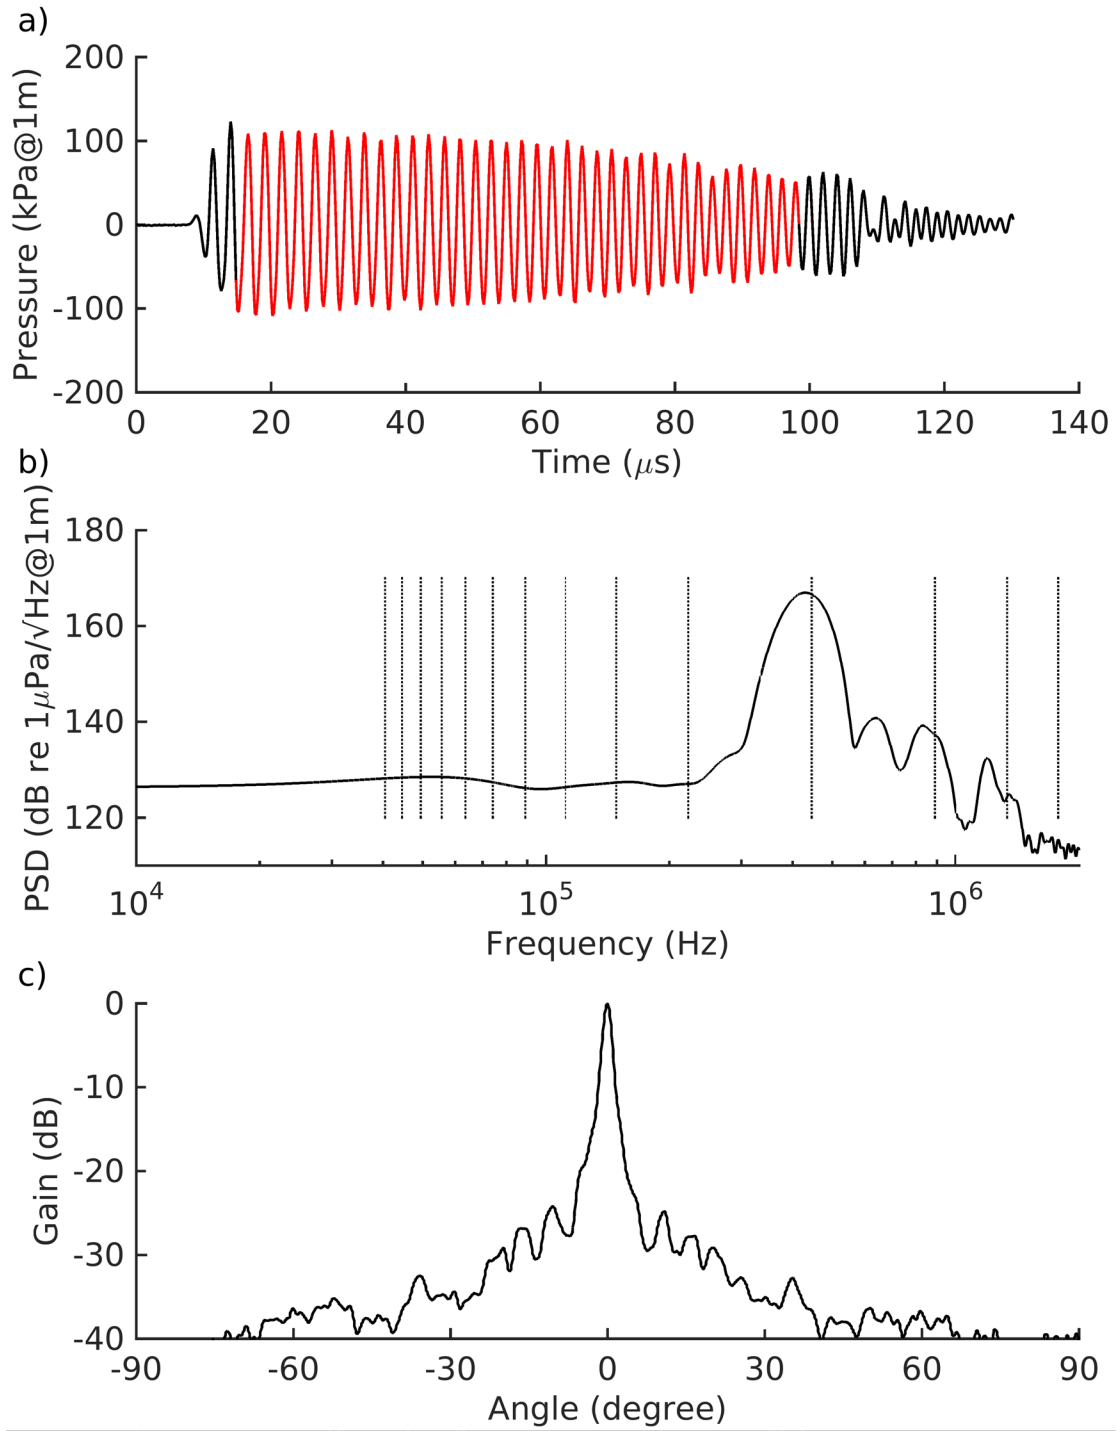 a)
200
100
0
-100
-200
Pressure (kPa@1m)
0 20 40 60 80 100 120 140
Time (μs)
b)
180
160
140
120
PSD (dB re 1μPa/√Hz@1m)
10⁴ 10⁵ 10⁶
Frequency (Hz)
c)
0
-10
-20
-30
-40
Gain (dB)
-90 -60 -30 0 30 60 90
Angle (degree)